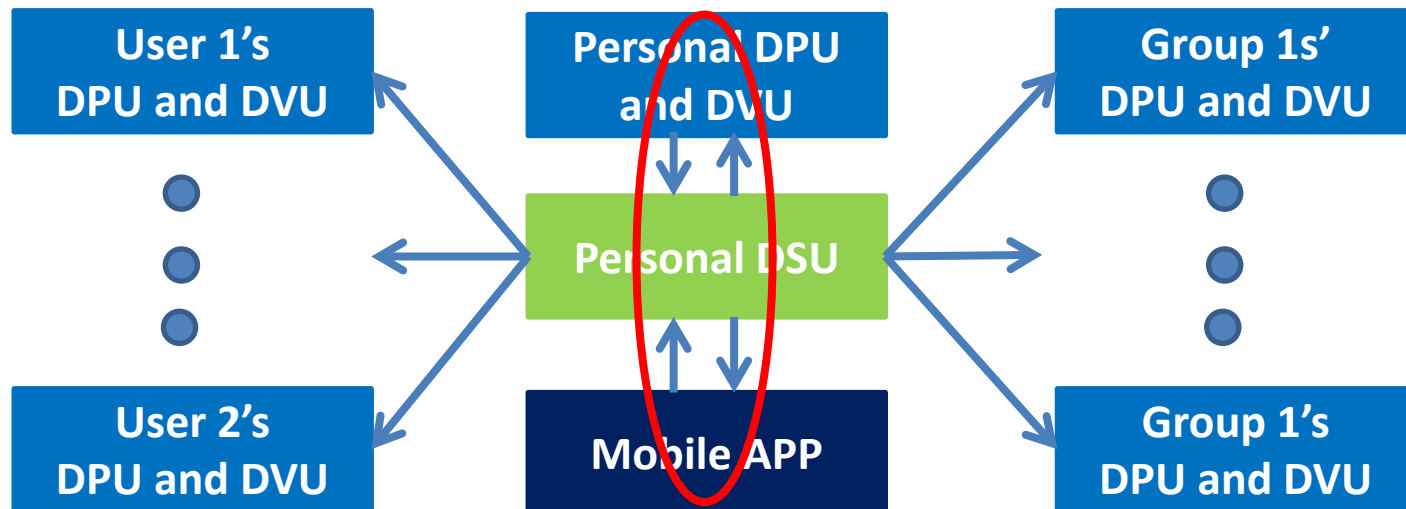 User 1's
DPU and DVU
Personal DPU
and DVU
Group 1s’
DPU and DVU
Personal DSU
User 2’s
DPU and DVU
Mobile APP
Group 1’s
DPU and DVU